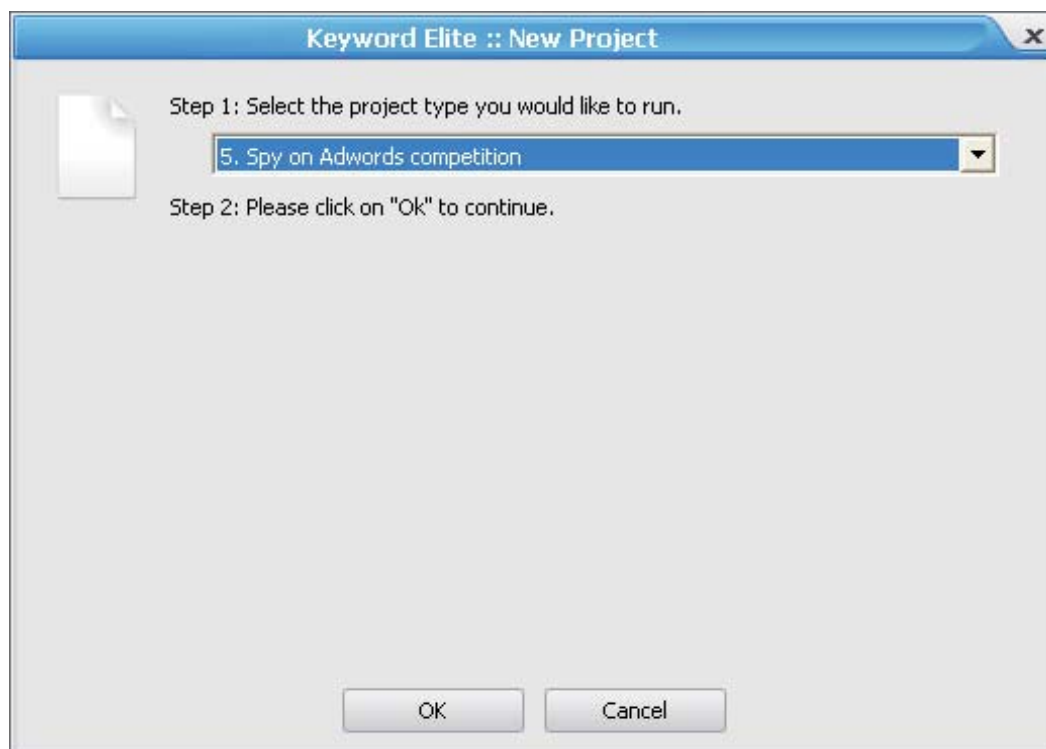 Keyword Elite :: New Project
x
Step 1: Select the project type you would like to run.
5. Spy on Adwords competition
Step 2: Please click on "Ok" to continue.
OK
Cancel